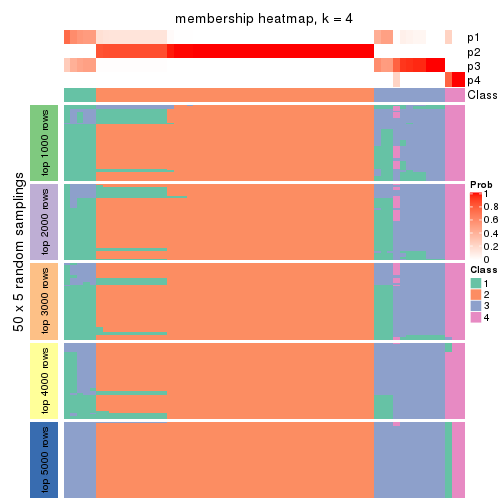 membership heatmap, k = 4
p1
p2
p3
p4
Class
50 x 5 random samplings
top 1000 rows
top 2000 rows
top 3000 rows
top 4000 rows
top 5000 rows
Prob
1
0.8
0.6
0.4
0.2
0
Class
1
2
3
4